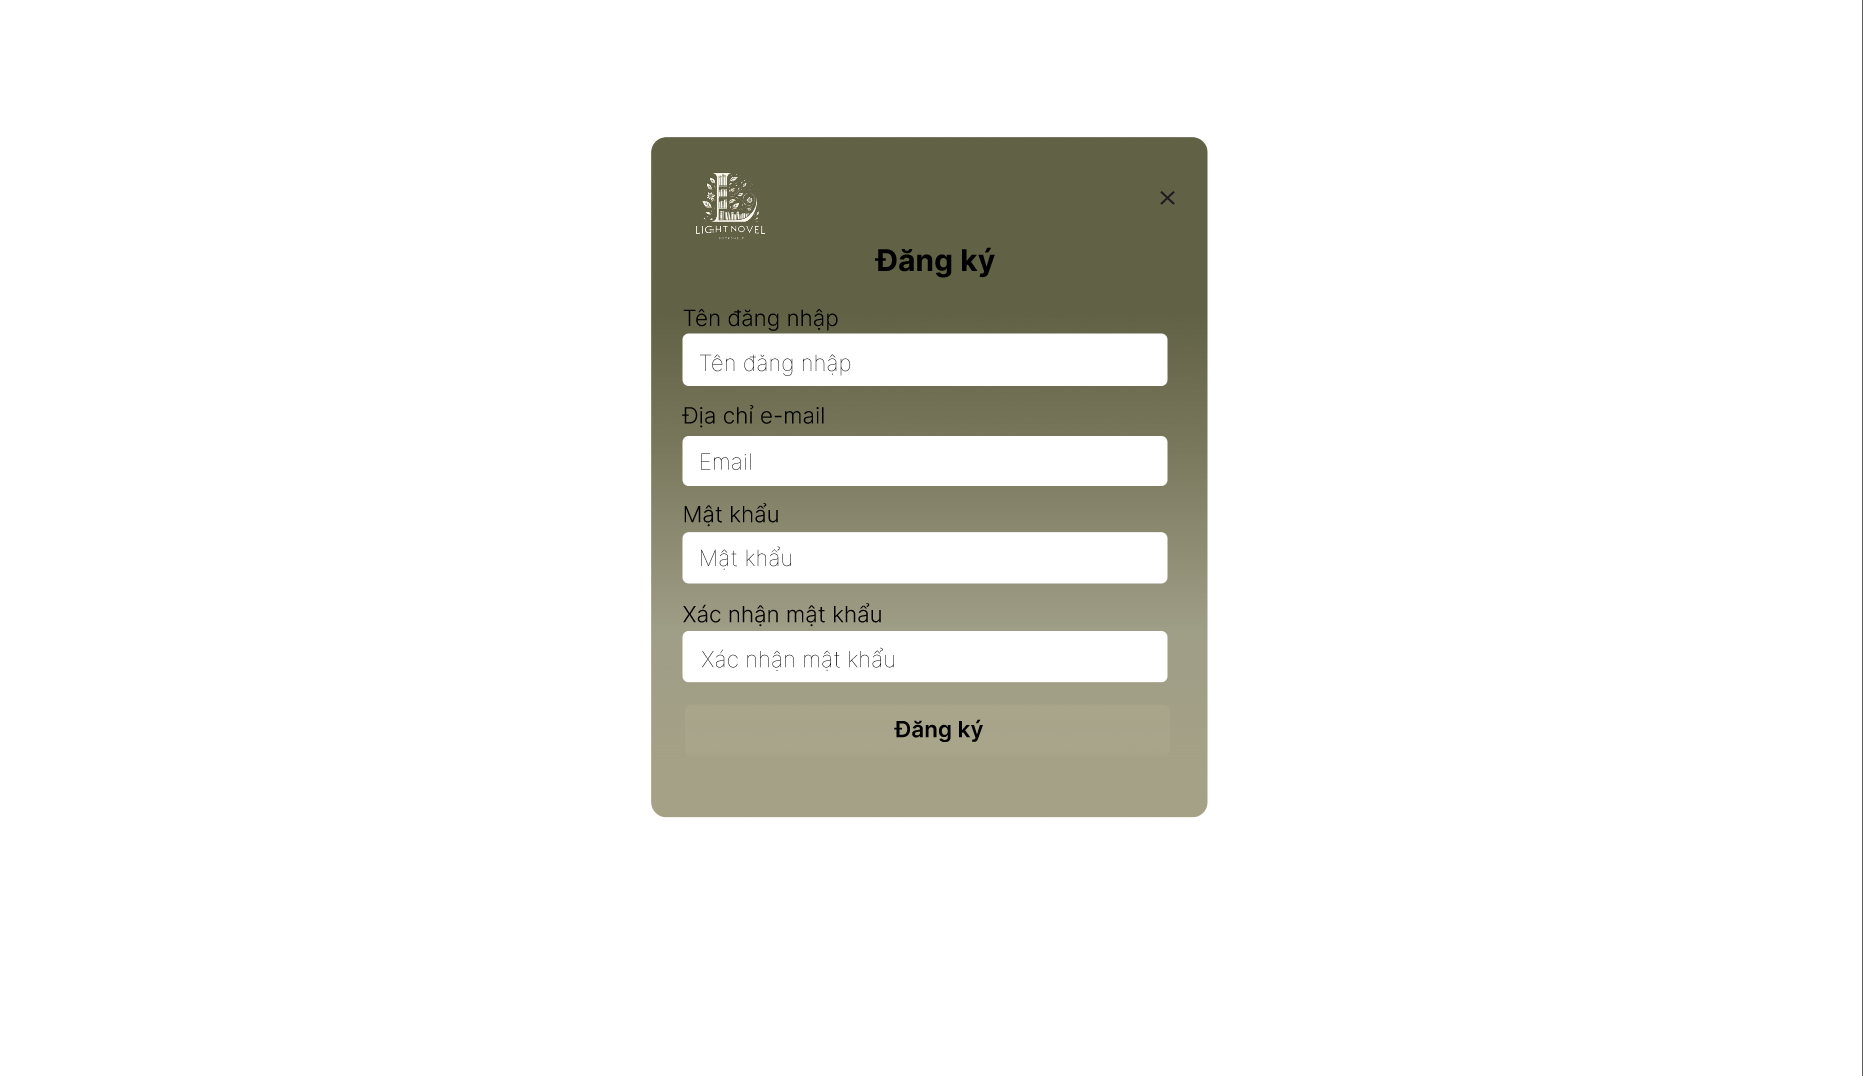 LIGHT NOVEL
Đăng ký
Tên đăng nhập
Tên đăng nhập
Địa chỉ e-mail
Email
Mật khẩu
Mật khẩu
Xác nhận mật khẩu
Xác nhận mật khẩu
Đăng ký